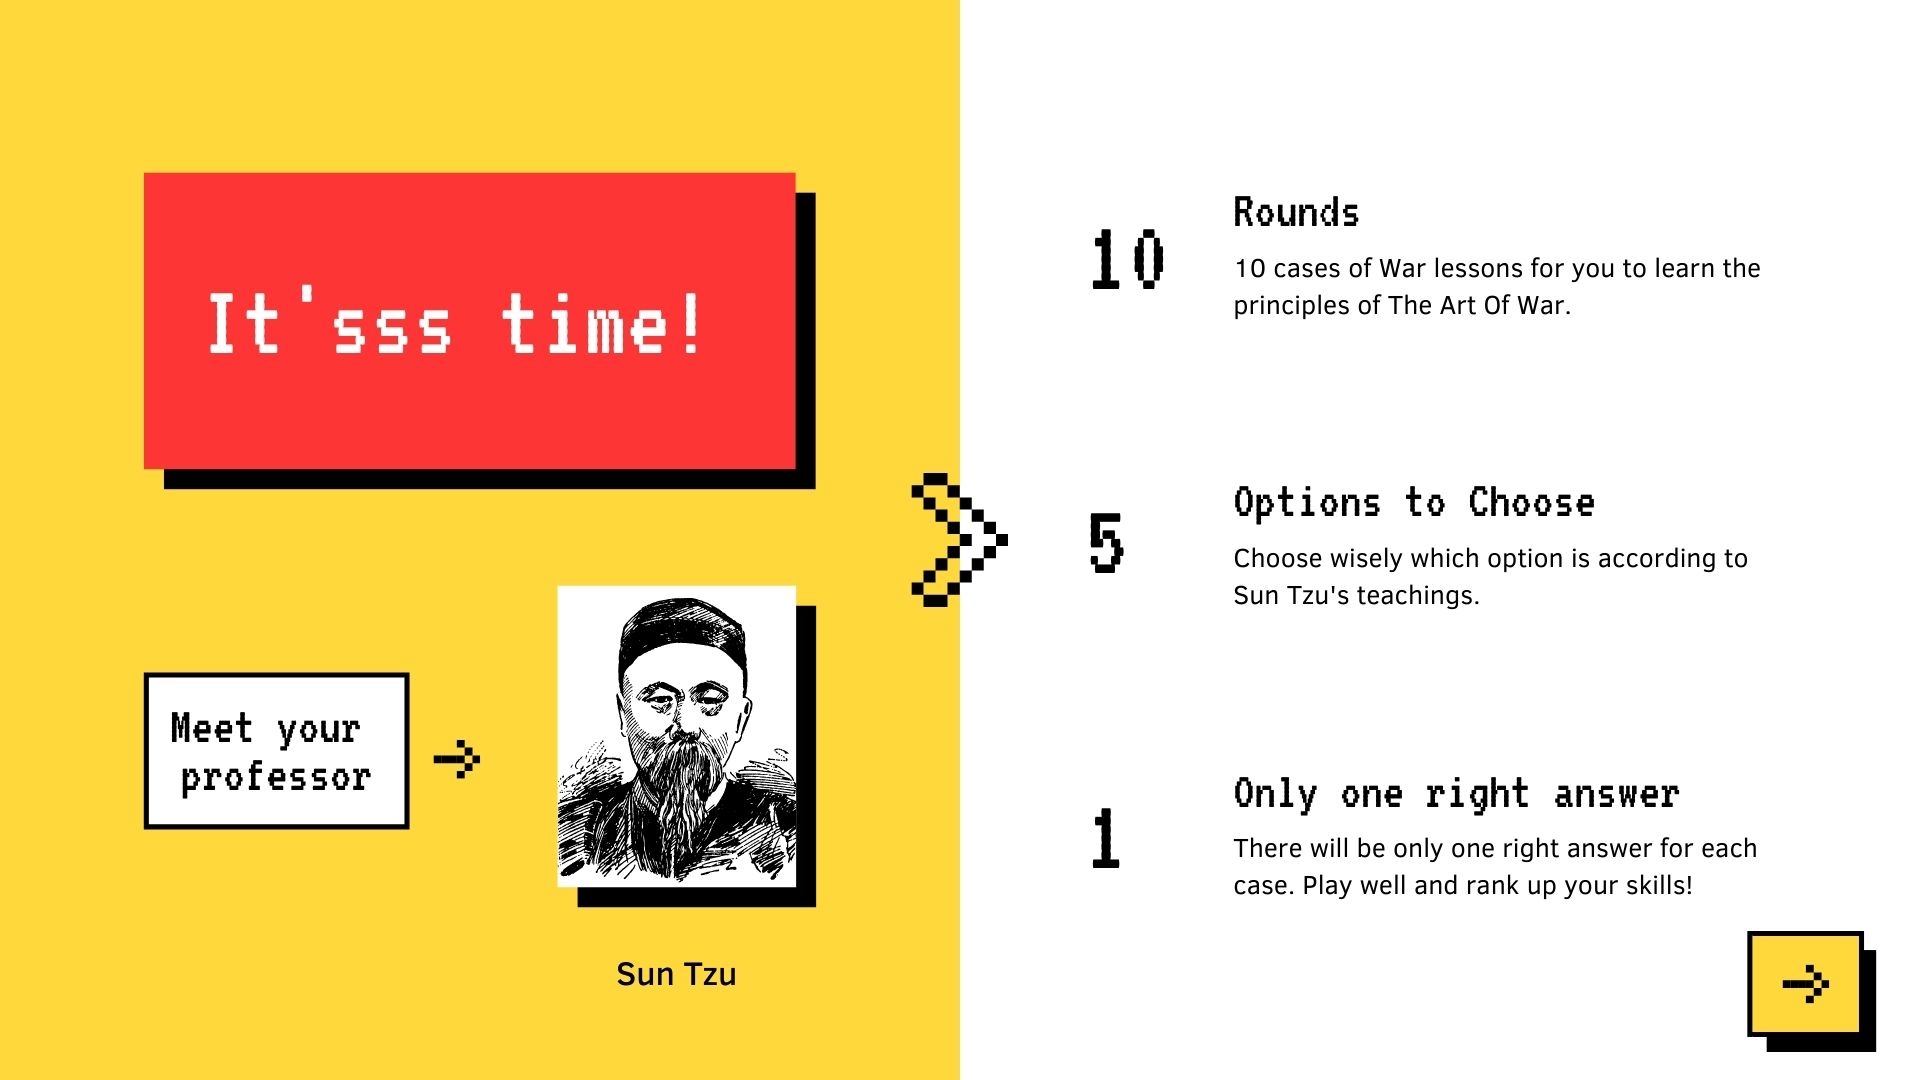 It'sss time!
Meet your
professor
Sun Tzu
10
Rounds
10 cases of War lessons for you to learn the
principles of The Art Of War.
5
Options to Choose
Choose wisely which option is according to
Sun Tzu's teachings.
1
Only one right answer
There will be only one right answer for each
case. Play well and rank up your skills!